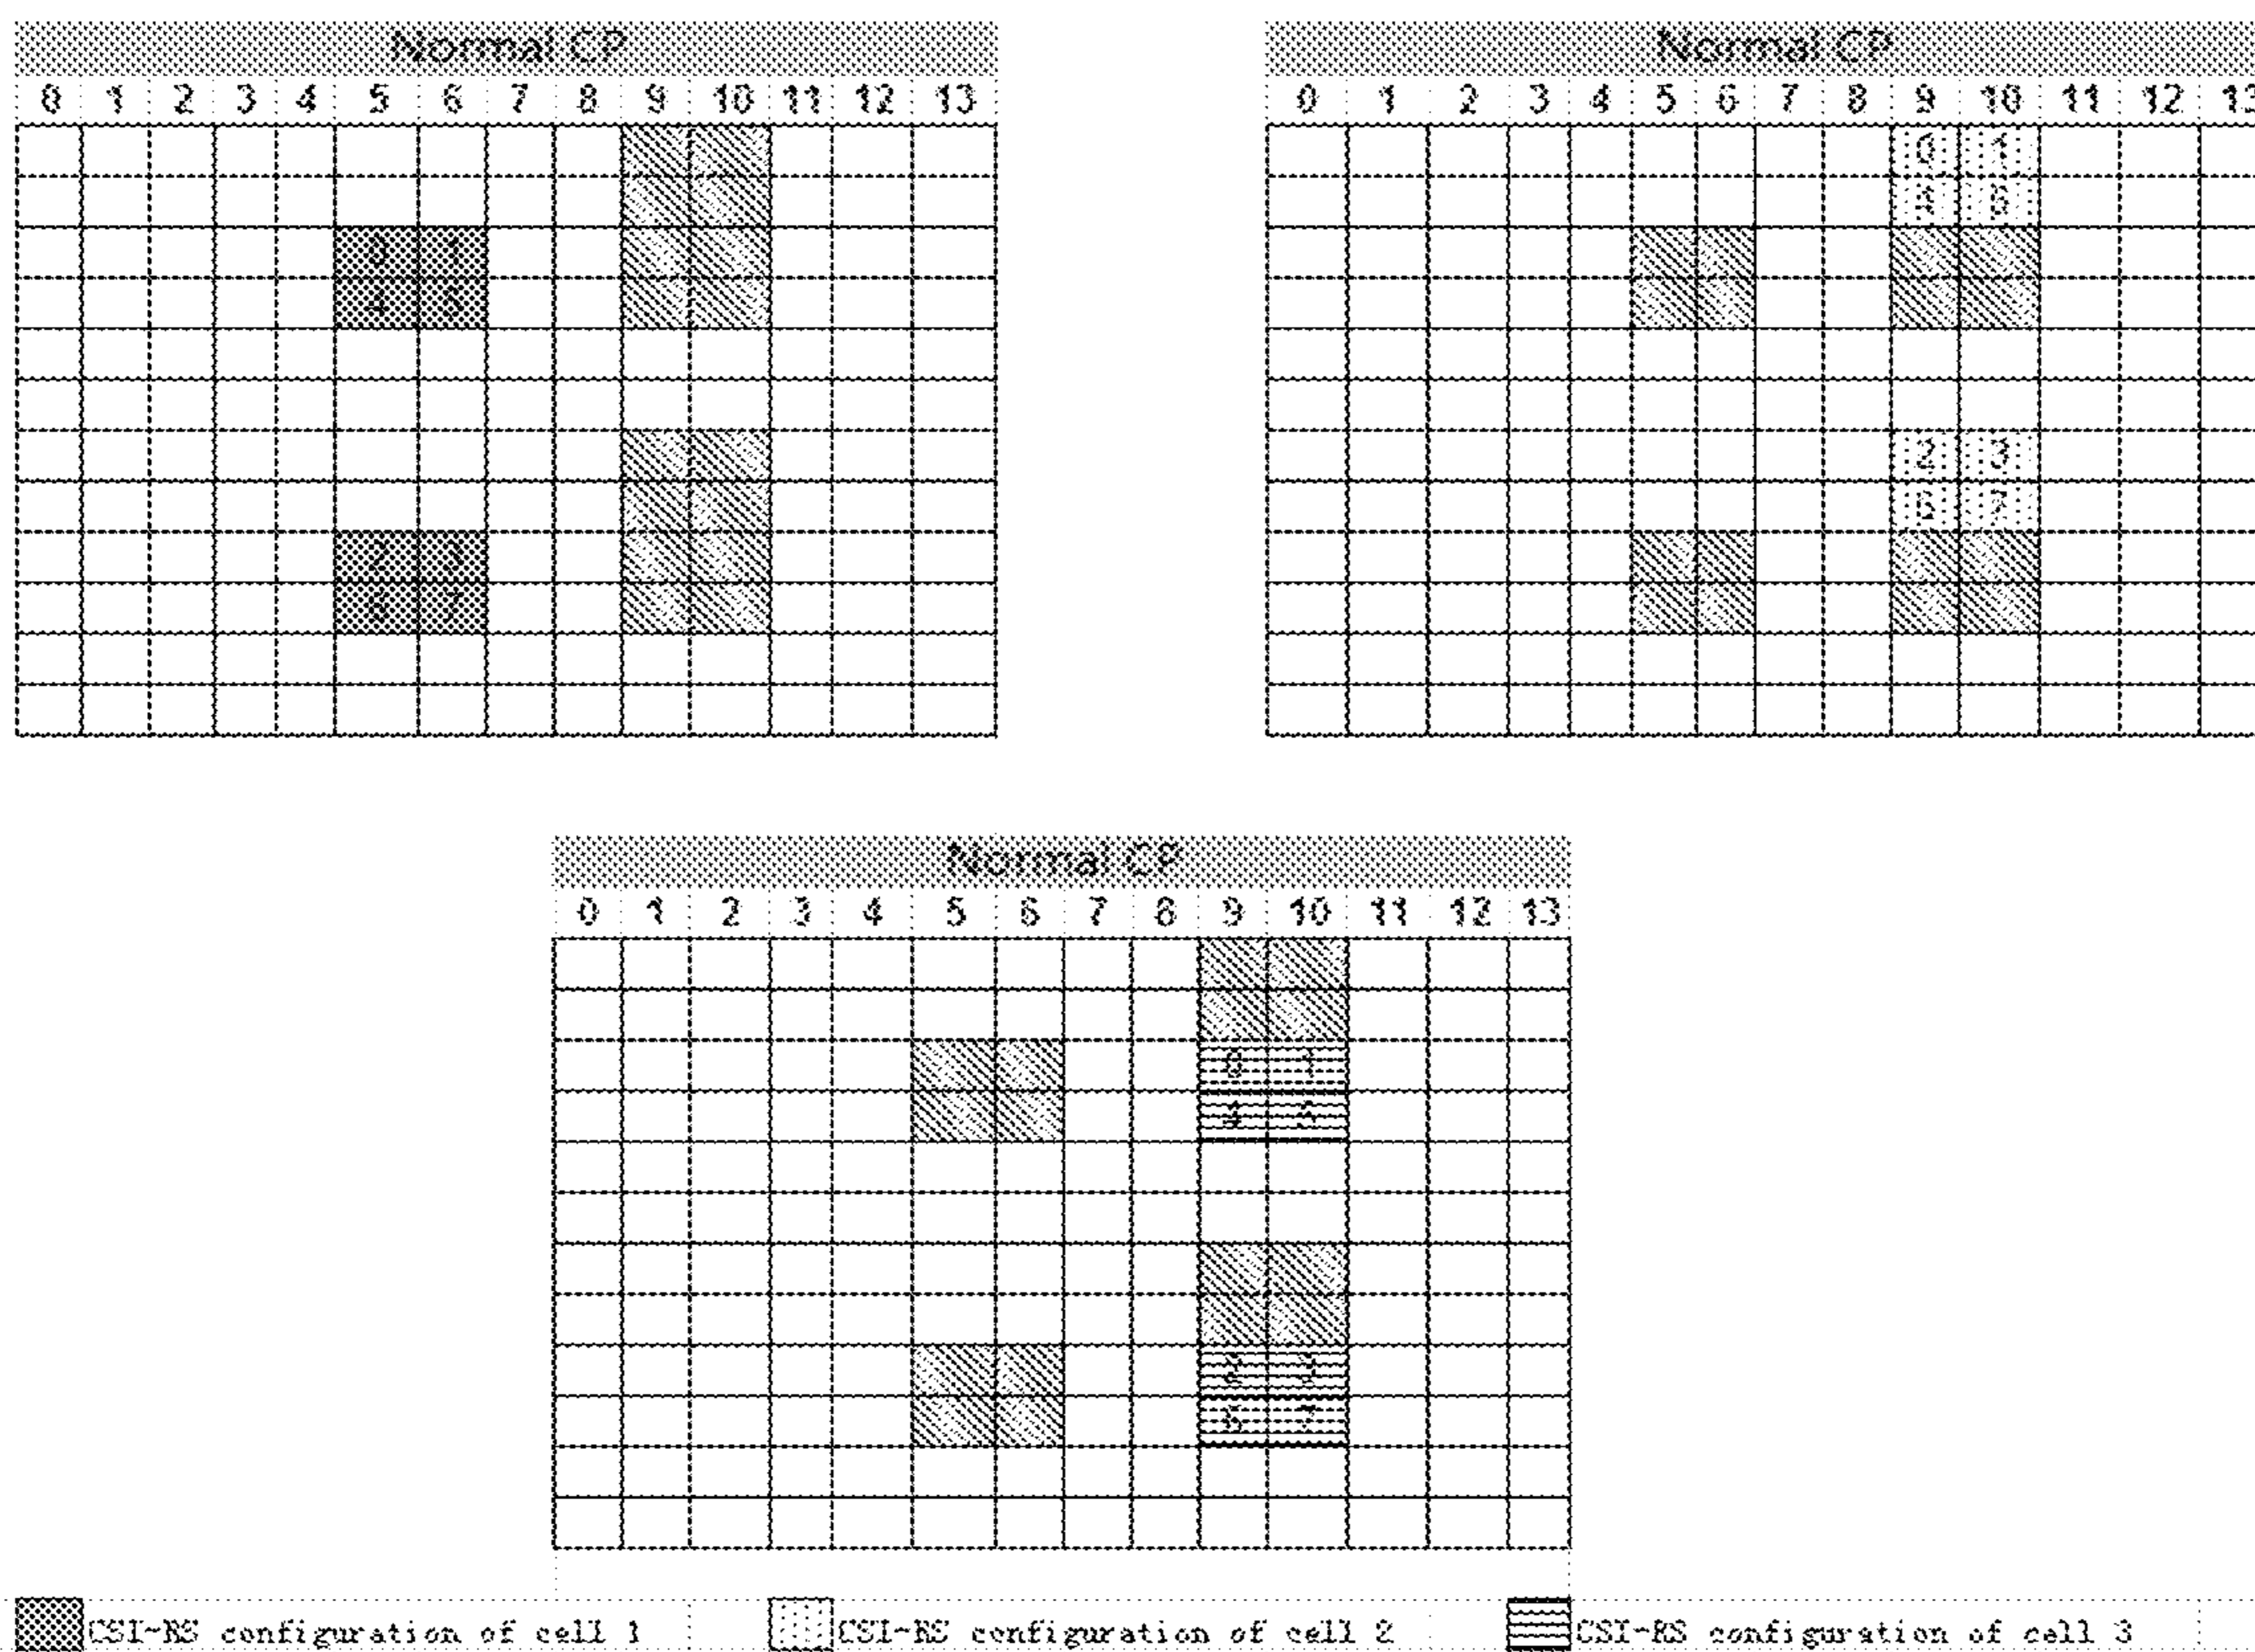 Normal CP
0 1 2 3 4 5 6 7 8 9 10 11 12 13
0 1
4 5
2 3
6 7
Normal CP
0 1 2 3 4 5 6 7 8 9 10 11 12 13
0 1
4 5
2 3
6 7
Normal CP
0 1 2 3 4 5 6 7 8 9 10 11 12 13
0 1
4 5
2 3
6 7
CSI-RS configuration of cell 1
CSI-RS configuration of cell 2
CSI-RS configuration of cell 3